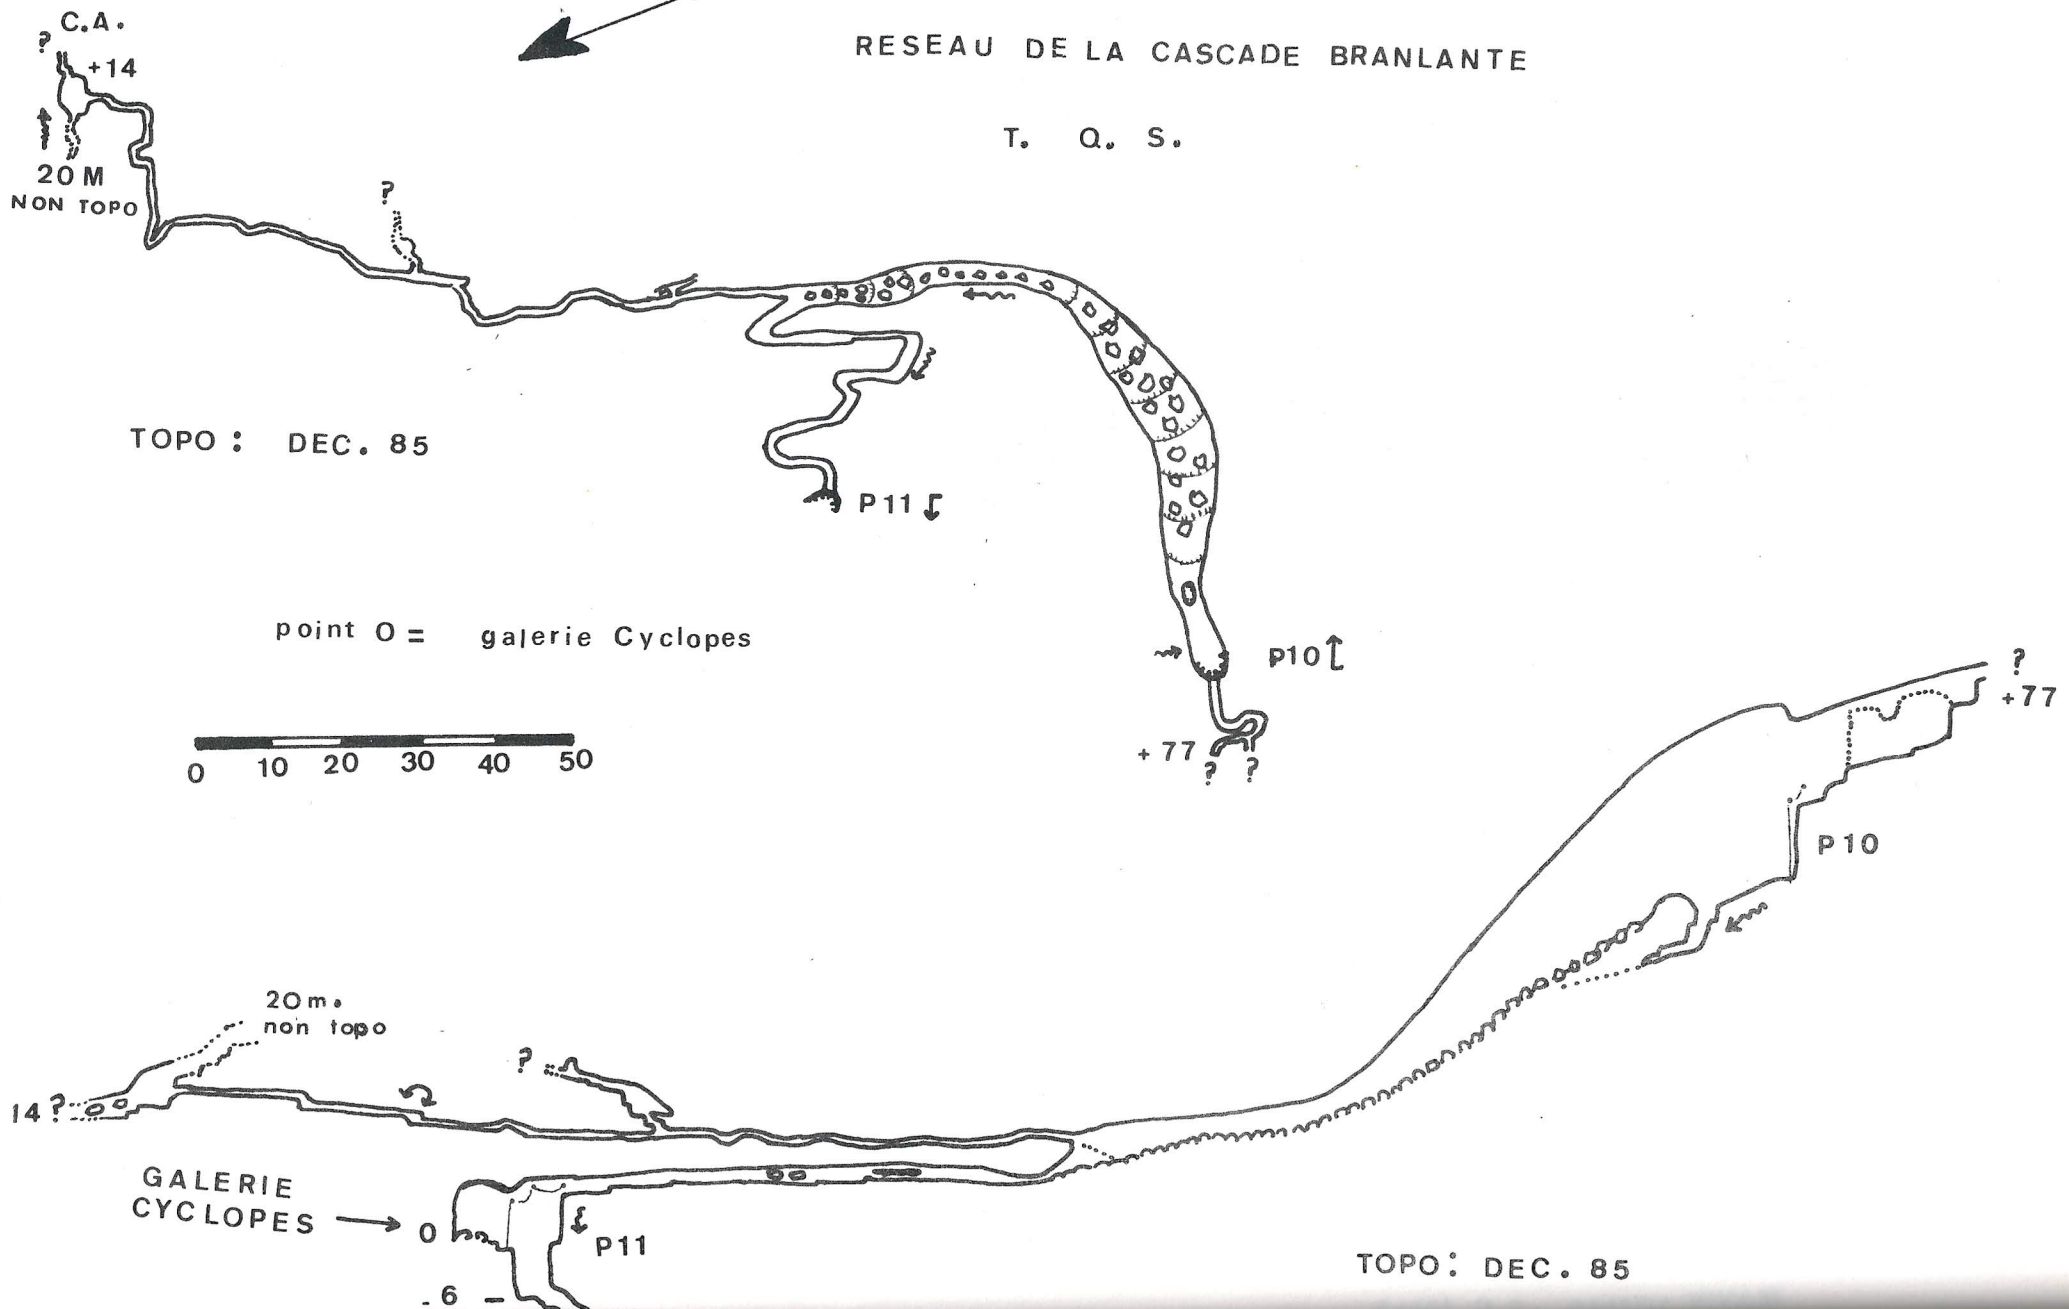 C.A.
?
+14
RESEAU DE LA CASCADE BRANLANTE
T. Q. S.
20 M
NON TOPO
?
TOPO : DEC. 85
P11
point 0 = galerie Cyclopes
P10
0 10 20 30 40 50
+ 77
? ?
?
+77
P10
20m.
non topo
?
14 ?
GALERIE
CYCLOPES
0
P11
TOPO : DEC. 85
- 6